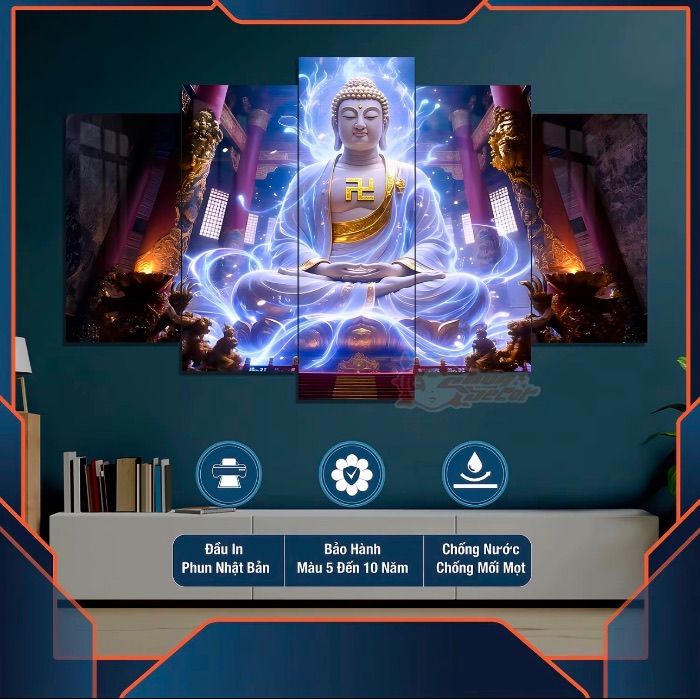 Đầu In
Phun Nhật Bản
Bảo Hành
Màu 5 Đến 10 Năm
Chống Nước
Chống Mối Mọt